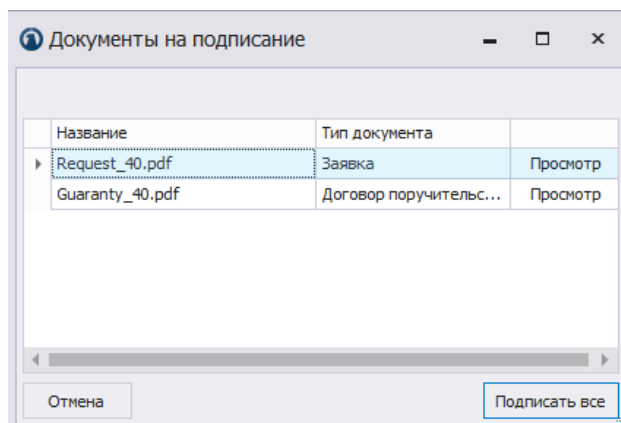 Документы на подписание
Название Тип документа
Request_40.pdf Заявка Просмотр
Guaranty_40.pdf Договор поручительс... Просмотр
Отмена Подписать все